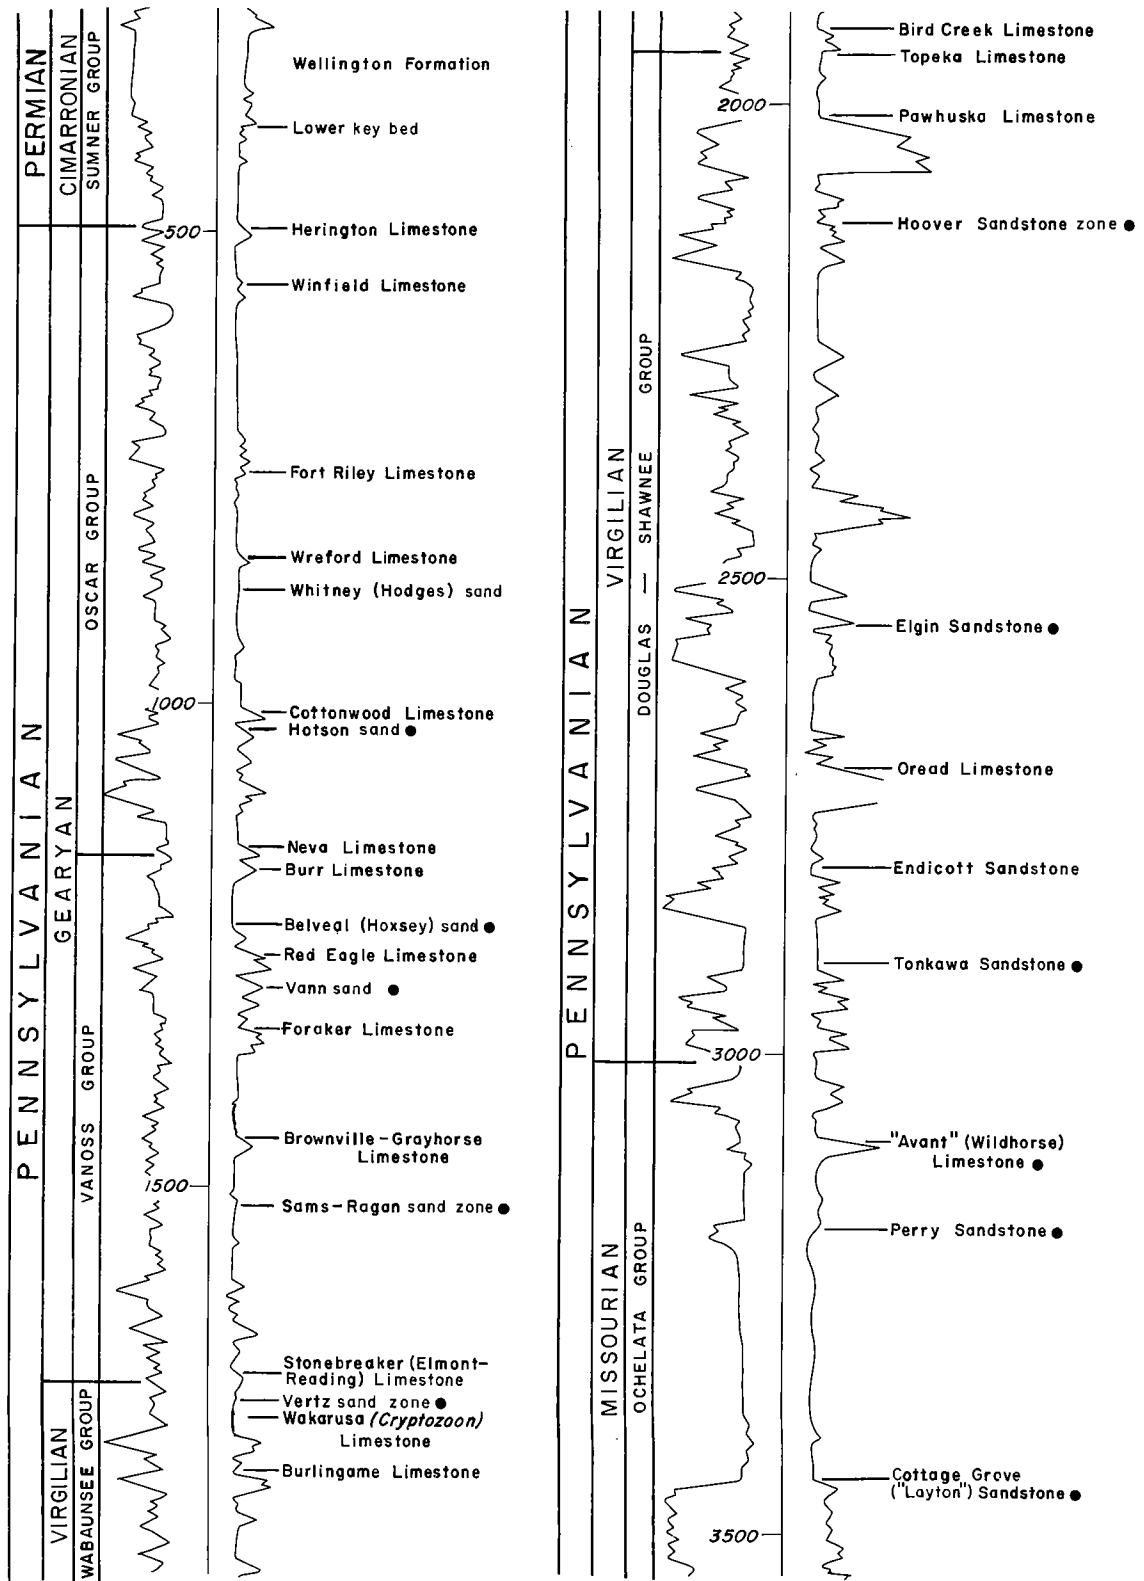 PERMIAN
CIMARRONIAN
SUMNER GROUP
PENNSYLVANIAN
GEARYAN
OSCAR GROUP
VANOSS GROUP
VIRGILIAN
WABAUNSEE GROUP
Wellington Formation
Lower key bed
500
Herington Limestone
Winfield Limestone
Fort Riley Limestone
Wreford Limestone
Whitney (Hodges) sand
1000
Cottonwood Limestone
Hotson sand ●
Neva Limestone
Burr Limestone
Belveal (Hoxsey) sand ●
Red Eagle Limestone
Vann sand ●
Foraker Limestone
Brownville-Grayhorse
Limestone
1500
Sams-Ragan sand zone ●
Stonebreaker (Elmont-
Reading) Limestone
Vertz sand zone ●
Wakarusa (Cryptozoon)
Limestone
Burlingame Limestone
PENNSYLVANIAN
VIRGILIAN
DOUGLAS — SHAWNEE GROUP
MISSOURIAN
OCHELATA GROUP
Bird Creek Limestone
Topeka Limestone
2000
Pawhuska Limestone
Hoover Sandstone zone ●
2500
Elgin Sandstone ●
Oread Limestone
Endicott Sandstone
Tonkawa Sandstone ●
3000
"Avant" (Wildhorse)
Limestone ●
Perry Sandstone ●
Cottage Grove
("Layton") Sandstone ●
3500